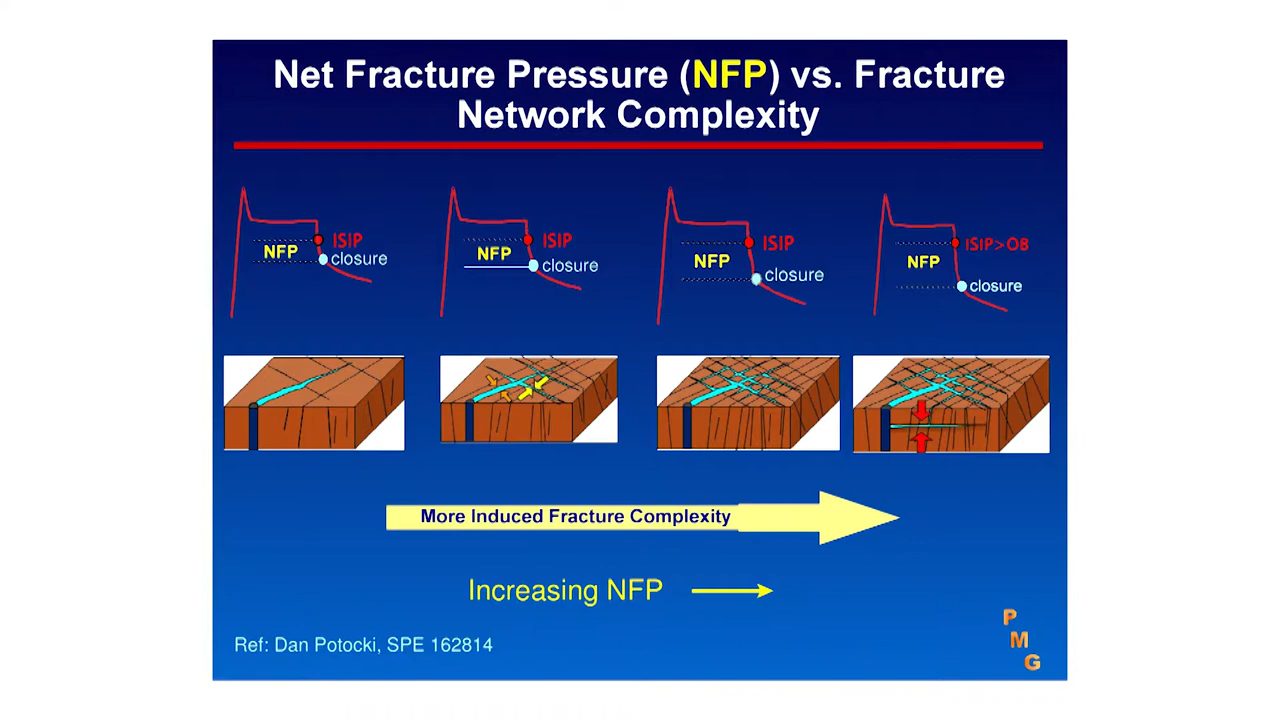 Net Fracture Pressure (NFP) vs. Fracture
Network Complexity
ISIP
NFP
closure
ISIP
NFP
closure
ISIP
NFP
closure
ISIP>OB
NFP
closure
More Induced Fracture Complexity
Increasing NFP
Ref: Dan Potocki, SPE 162814
P
M
G